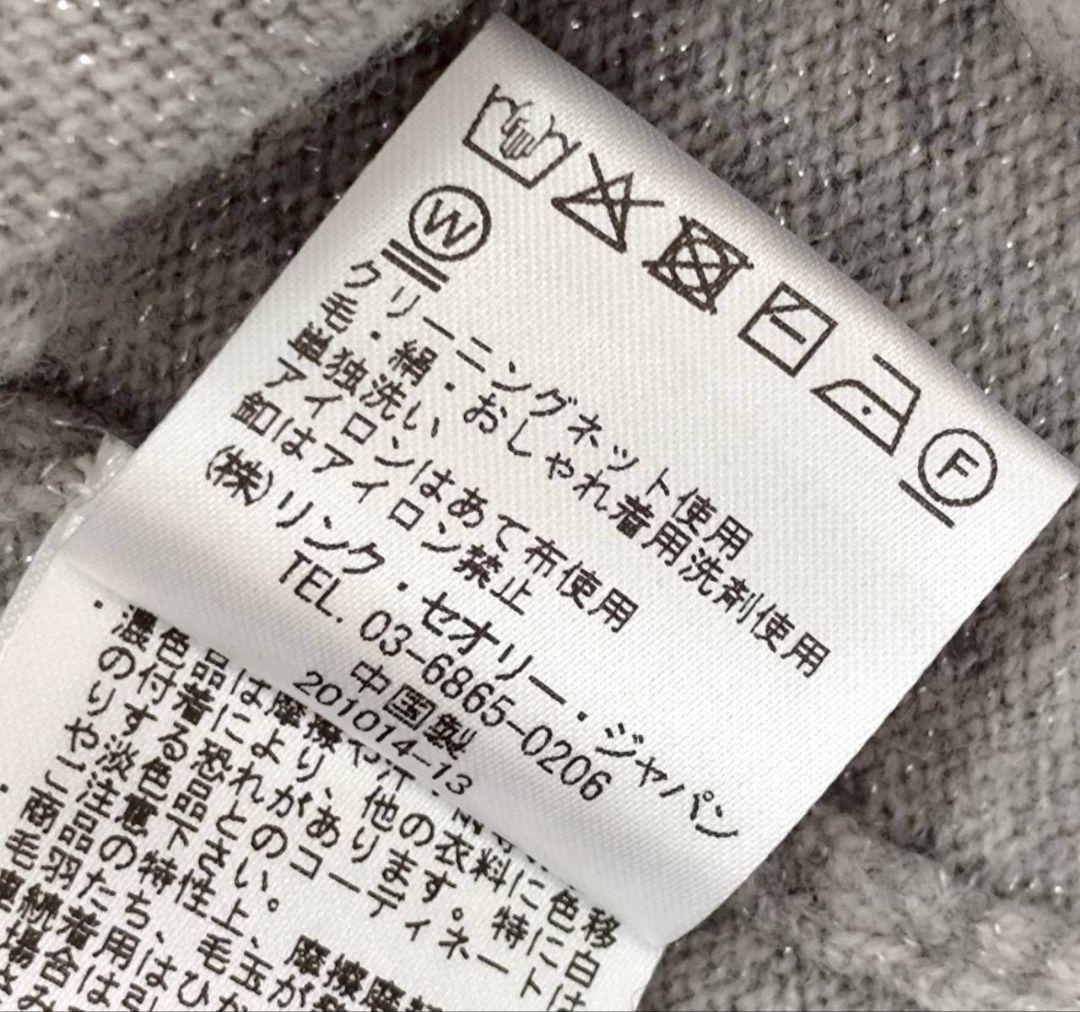 W
F
クリーニングネット使用
毛・絹・おしゃれ着用洗剤使用
単独洗い
アイロンはあて布使用
釦はアイロン禁止
(株)リンク・セオリー・ジャパン
TEL. 03-6865-0206
中国製
201014-13
・濃色品は摩擦や汗
により、他の衣料に色移
の付着する恐れがあります。特に白
りや淡色品とのコーディネートは
ご注意下さい。
・商品の特性上、毛玉が
毛羽たち、
連続着用は